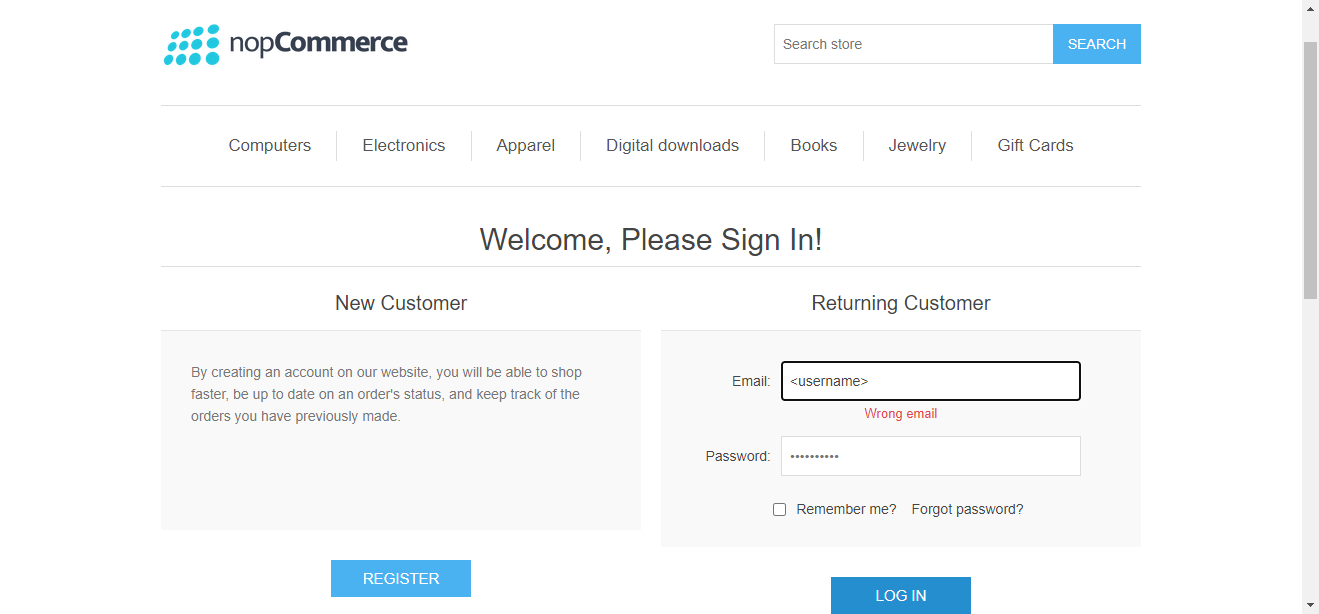 nopCommerce
Search store
SEARCH
Computers
Electronics
Apparel
Digital downloads
Books
Jewelry
Gift Cards
Welcome, Please Sign In!
New Customer
By creating an account on our website, you will be able to shop
faster, be up to date on an order's status, and keep track of the
orders you have previously made.
REGISTER
Returning Customer
Email:
<username>
Wrong email
Password:
••••••••••
Remember me?
Forgot password?
LOG IN